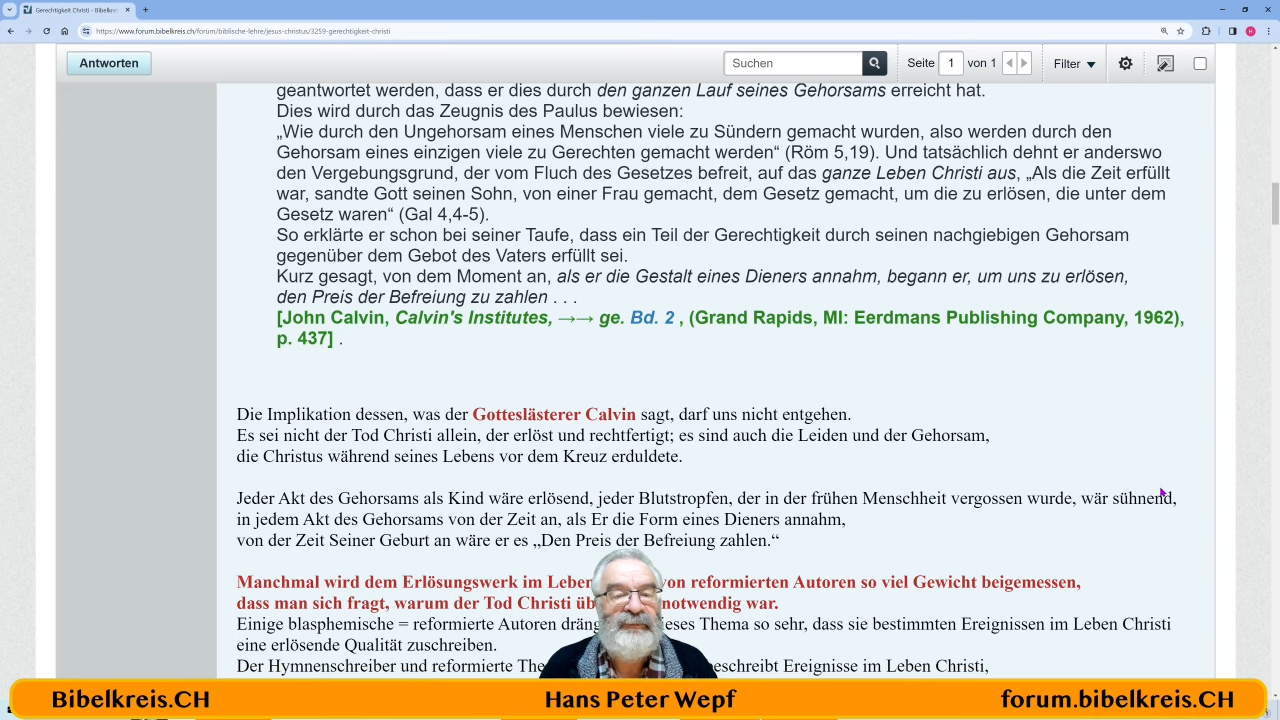 Gerechtigkeit Christi - Bibelkrei
https://www.forum.bibelkreis.ch/forum/biblische-lehre/jesus-christus/3259-gerechtigkeit-christi
Antworten
Suchen
Seite 1 von 1
Filter
geantwortet werden, dass er dies durch den ganzen Lauf seines Gehorsams erreicht hat.
Dies wird durch das Zeugnis des Paulus bewiesen:
„Wie durch den Ungehorsam eines Menschen viele zu Sündern gemacht wurden, also werden durch den
Gehorsam eines einzigen viele zu Gerechten gemacht werden“ (Röm 5,19). Und tatsächlich dehnt er anderswo
den Vergebungsgrund, der vom Fluch des Gesetzes befreit, auf das ganze Leben Christi aus, „Als die Zeit erfüllt
war, sandte Gott seinen Sohn, von einer Frau gemacht, dem Gesetz gemacht, um die zu erlösen, die unter dem
Gesetz waren“ (Gal 4,4-5).
So erklärte er schon bei seiner Taufe, dass ein Teil der Gerechtigkeit durch seinen nachgiebigen Gehorsam
gegenüber dem Gebot des Vaters erfüllt sei.
Kurz gesagt, von dem Moment an, als er die Gestalt eines Dieners annahm, begann er, um uns zu erlösen,
den Preis der Befreiung zu zahlen . . .
[John Calvin, Calvin's Institutes, →→ ge. Bd. 2 , (Grand Rapids, MI: Eerdmans Publishing Company, 1962),
p. 437] .
Die Implikation dessen, was der Gotteslästerer Calvin sagt, darf uns nicht entgehen.
Es sei nicht der Tod Christi allein, der erlöst und rechtfertigt; es sind auch die Leiden und der Gehorsam,
die Christus während seines Lebens vor dem Kreuz erduldete.
Jeder Akt des Gehorsams als Kind wäre erlösend, jeder Blutstropfen, der in der frühen Menschheit vergossen wurde, wär sühnend,
in jedem Akt des Gehorsams von der Zeit an, als Er die Form eines Dieners annahm,
von der Zeit Seiner Geburt an wäre er es „Den Preis der Befreiung zahlen.“
Manchmal wird dem Erlösungswerk im Leben von reformierten Autoren so viel Gewicht beigemessen,
dass man sich fragt, warum der Tod Christi notwendig war.
Einige blasphemische = reformierte Autoren dieses Thema so sehr, dass sie bestimmten Ereignissen im Leben Christi
eine erlösende Qualität zuschreiben.
Der Hymnenschreiber und reformierte beschreibt Ereignisse im Leben Christi,
Bibelkreis.CH
Hans Peter Wepf
forum.bibelkreis.CH